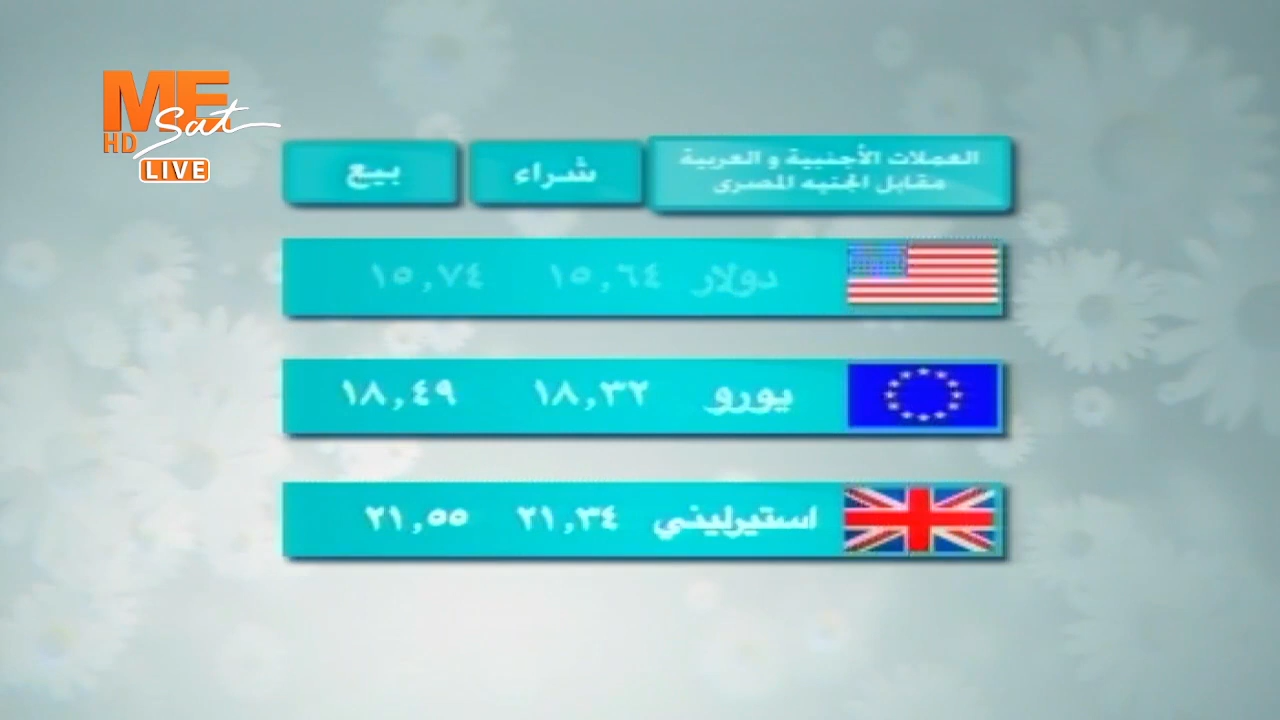 ME
Sat
HD
LIVE
العملات الأجنبية و العربية
مقابل الجنيه المصرى
شراء
بيع
دولار ١٥,٦٤ ١٥,٧٤
يورو ١٨,٣٢ ١٨,٤٩
استيرليني ٢١,٣٤ ٢١,٥٥